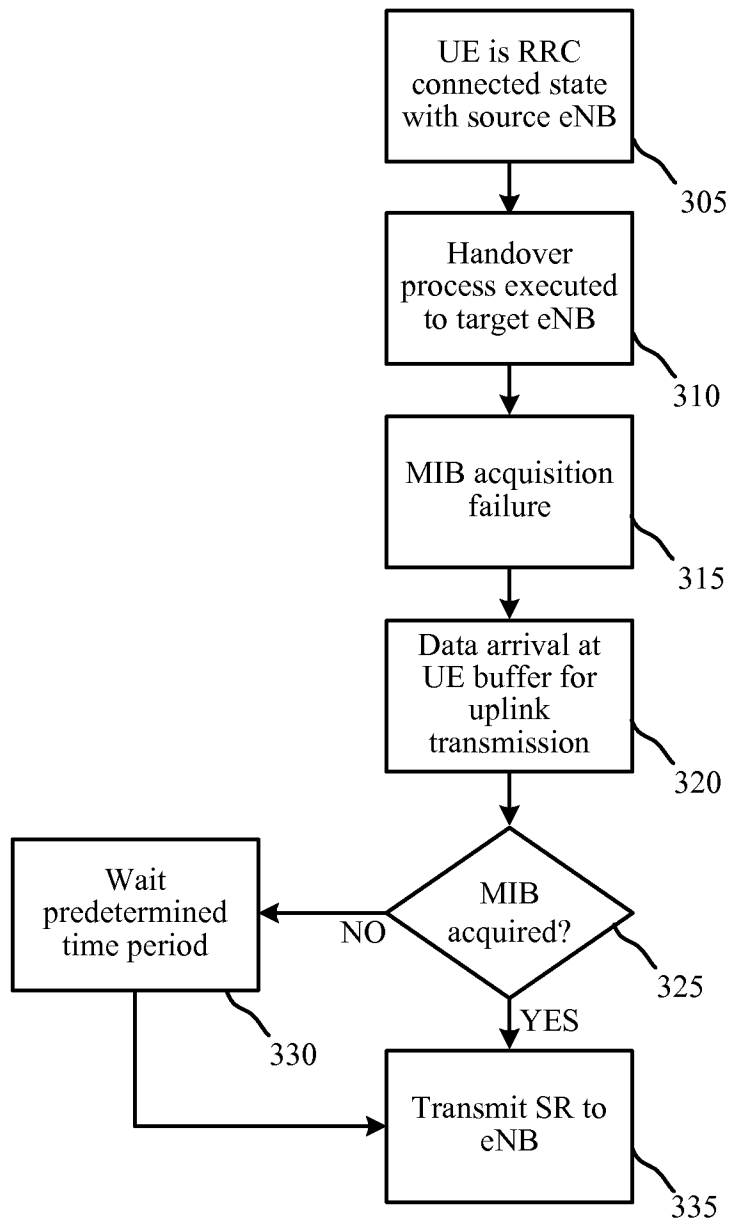 UE is RRC
connected state
with source eNB
305
Handover
process executed
to target eNB
310
MIB acquisition
failure
315
Data arrival at
UE buffer for
uplink
transmission
320
Wait
predetermined
time period
330
NO
MIB
acquired?
325
YES
Transmit SR to
eNB
335